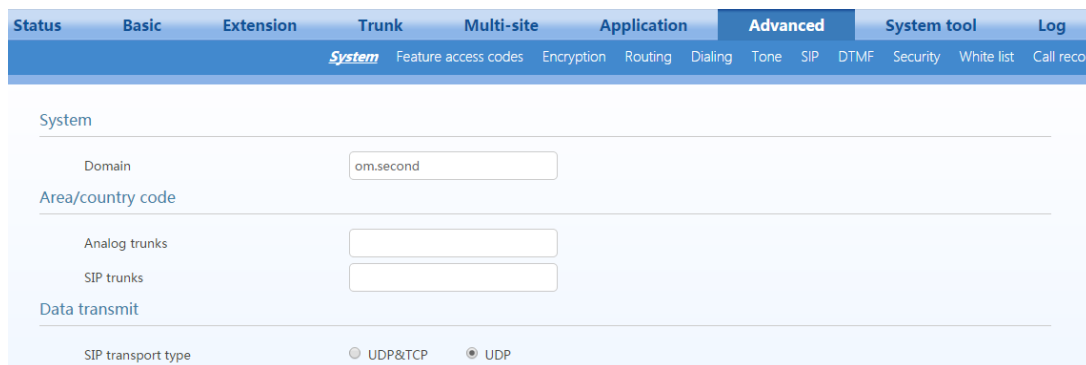 Status Basic Extension Trunk Multi-site Application Advanced System tool Log
System Feature access codes Encryption Routing Dialing Tone SIP DTMF Security White list Call reco
System
Domain om.second
Area/country code
Analog trunks
SIP trunks
Data transmit
SIP transport type UDP&TCP UDP